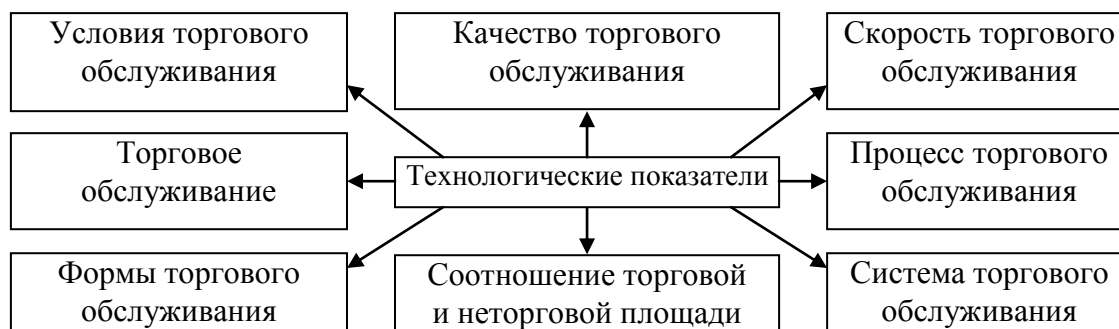 Условия торгового
обслуживания
Качество торгового
обслуживания
Скорость торгового
обслуживания
Торговое
обслуживание
Технологические показатели
Процесс торгового
обслуживания
Формы торгового
обслуживания
Соотношение торговой
и неторговой площади
Система торгового
обслуживания